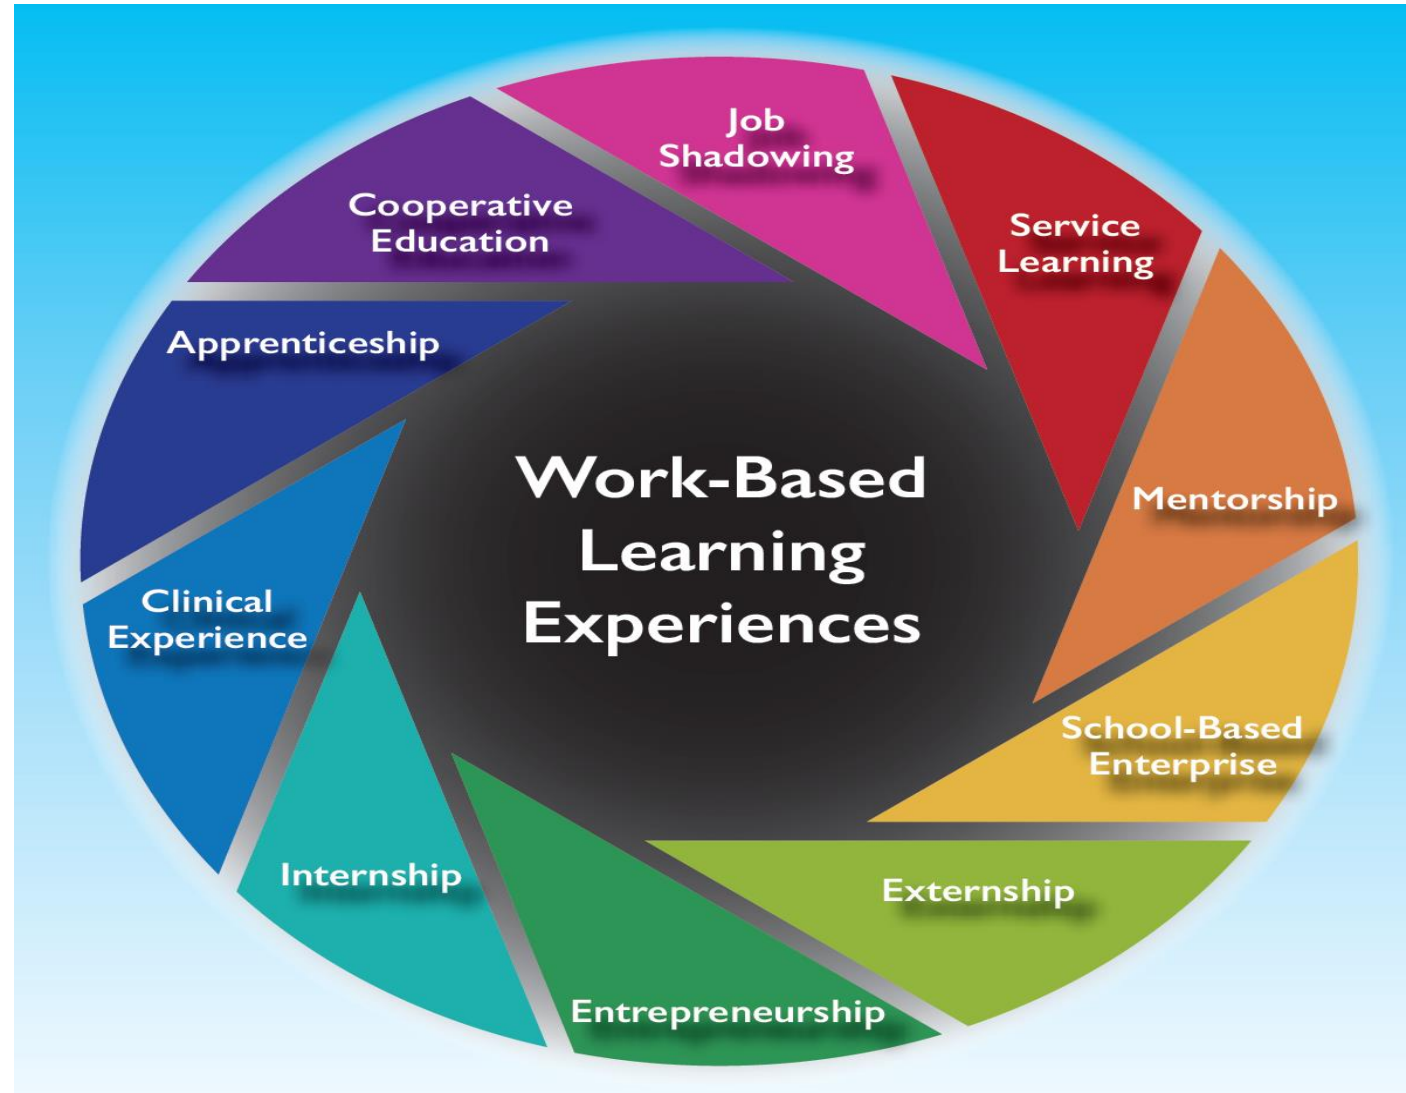 Job
Shadowing
Service
Learning
Mentorship
School-Based
Enterprise
Externship
Entrepreneurship
Internship
Clinical
Experience
Apprenticeship
Cooperative
Education
Work-Based
Learning
Experiences